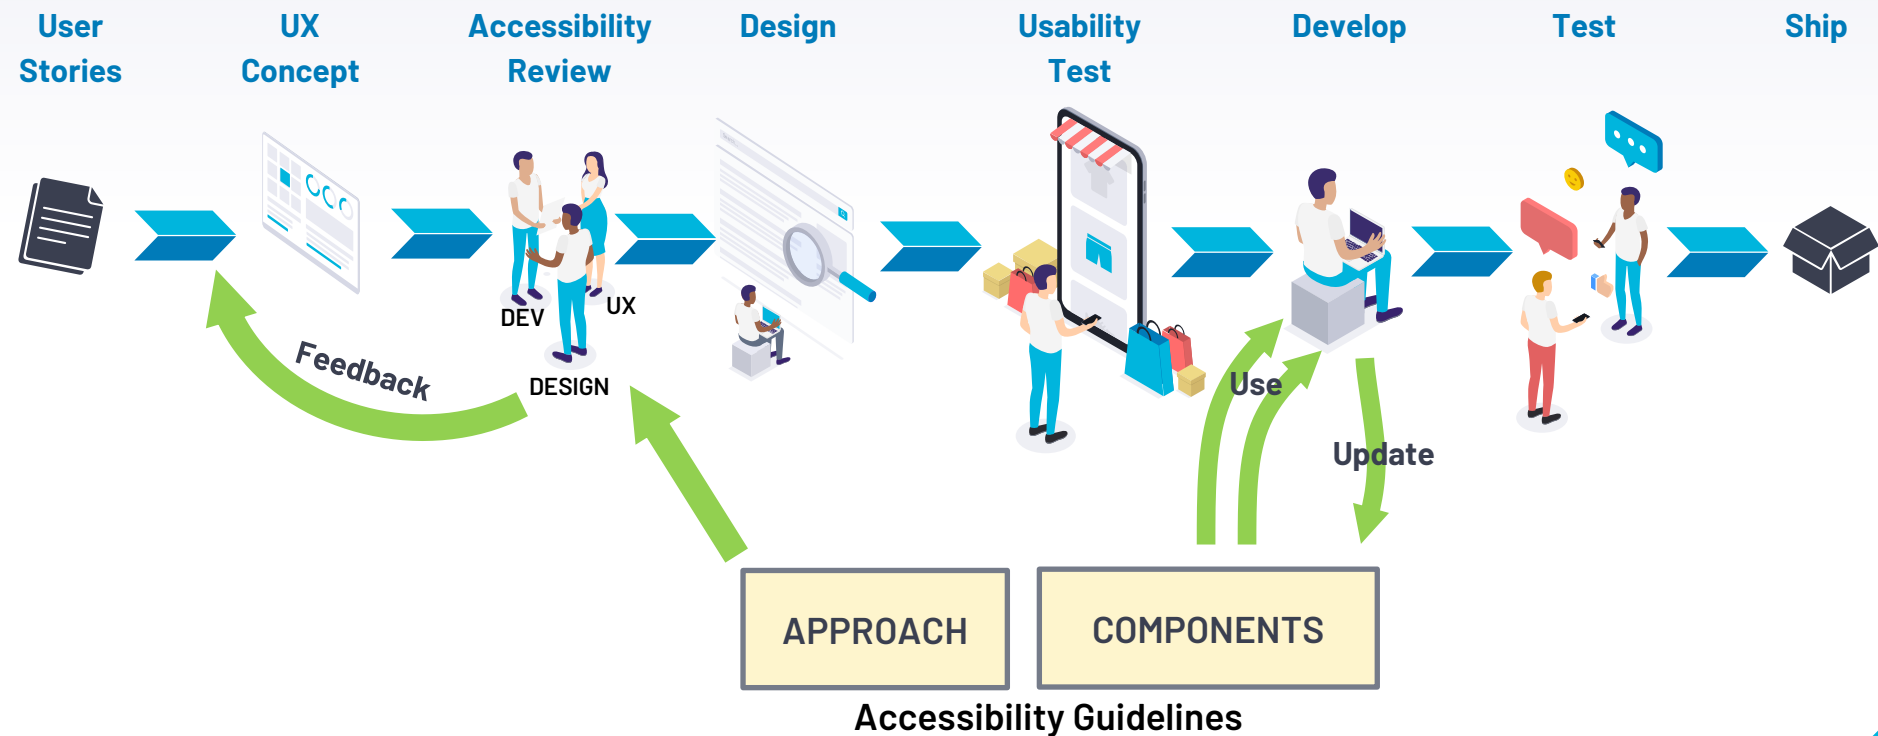 User
Stories
UX
Concept
Accessibility
Review
Design
Usability
Test
Develop
Test
Ship
DEV
UX
DESIGN
Feedback
Use
Update
APPROACH
COMPONENTS
Accessibility Guidelines